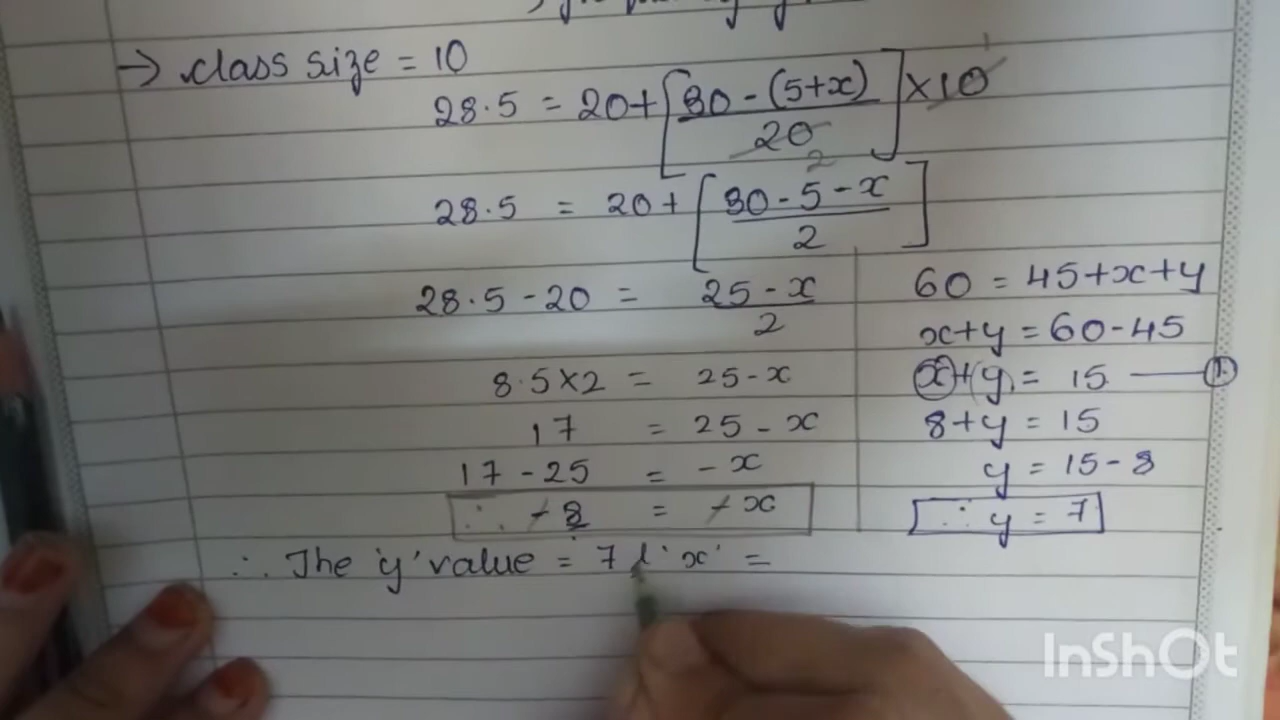 → class size = 10
28.5 = 20+[30-(5+x)/20]×10
2
28.5 = 20+[30-5-x/2]
28.5-20 = 25-x/2
8.5×2 = 25-x
17 = 25-x
17-25 = -x
∴ -8 = -x
60 = 45+x+y
x+y = 60-45
x+y = 15 — 1
8+y = 15
y = 15-8
∴ y = 7
∴ The 'y' value = 7 & 'x' =
InShOt